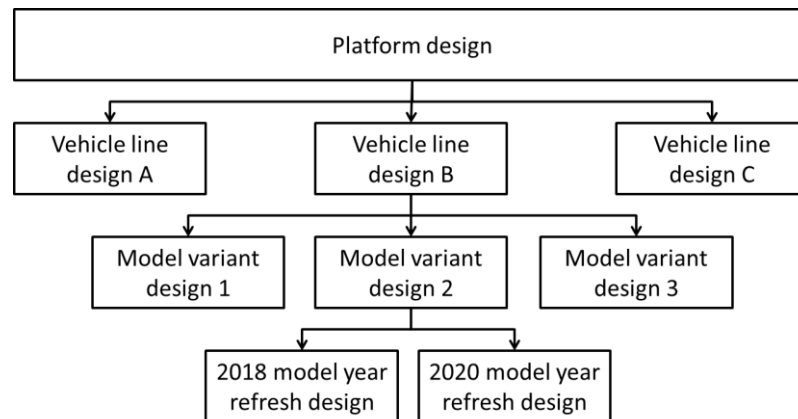 Platform design
Vehicle line
design A
Vehicle line
design B
Vehicle line
design C
Model variant
design 1
Model variant
design 2
Model variant
design 3
2018 model year
refresh design
2020 model year
refresh design